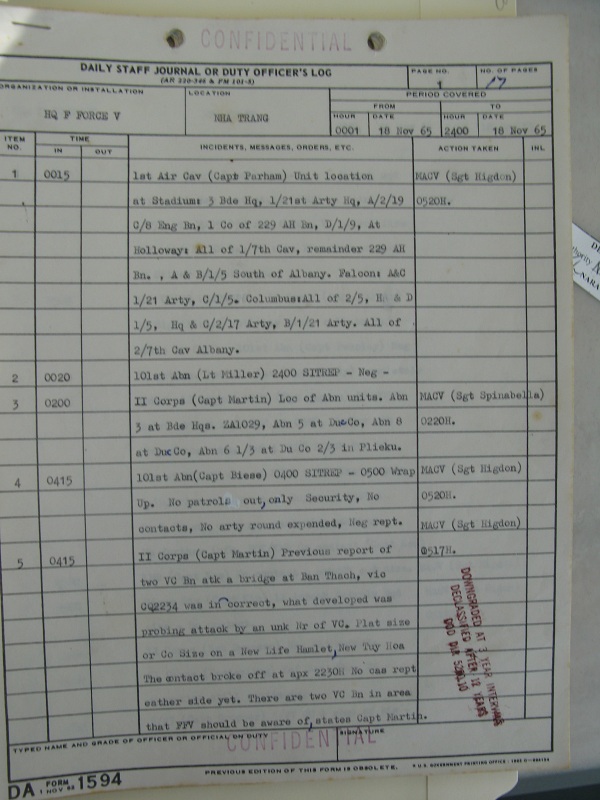 CONFIDENTIAL
DAILY STAFF JOURNAL OR DUTY OFFICER'S LOG
(AR 220-346 & FM 101-5)
PAGE NO. 1
NO. OF PAGES 17
ORGANIZATION OR INSTALLATION
HQ F FORCE V
LOCATION
NHA TRANG
PERIOD COVERED
FROM TO
HOUR DATE HOUR DATE
0001 18 Nov 65 2400 18 Nov 65
ITEM NO. TIME IN OUT INCIDENTS, MESSAGES, ORDERS, ETC. ACTION TAKEN INL
1 0015 1st Air Cav (Capt Parham) Unit location MACV (Sgt Higdon)
at Stadium: 3 Bde Hq, 1/21st Arty Hq, A/2/19 0520H.
C/8 Eng Bn, 1 Co of 229 AH Bn, D/1/9, At
Holloway: All of 1/7th Cav, remainder 229 AH
Bn. , A & B/1/5 South of Albany. Falcon: A&C
1/21 Arty, C/1/5. Columbus:All of 2/5, H & D
1/5, Hq & C/2/17 Arty, B/1/21 Arty. All of
2/7th Cav Albany.
2 0020 101st Abn (Lt Miller) 2400 SITREP - Neg -
3 0200 II Corps (Capt Martin) Loc of Abn units. Abn MACV (Sgt Spinabella)
3 at Bde Hqs. ZA1029, Abn 5 at DucCo, Abn 8 0220H.
at DucCo, Abn 6 1/3 at Du Co 2/3 in Plieku.
4 0415 101st Abn(Capt Biese) 0400 SITREP - 0500 Wrap MACV (Sgt Higdon)
Up. No patrols out, only Security, No 0520H.
contacts, No arty round expended, Neg rept. MACV (Sgt Higdon)
5 0415 II Corps (Capt Martin) Previous report of 0517H.
two VC Bn atk a bridge at Ban Thach, vic
CQ2234 was incorrect, what developed was
probing attack by an unk Nr of VC. Plat size
or Co Size on a New Life Hamlet, New Tuy Hoa
The contact broke off at apx 2230H No cas rept
eather side yet. There are two VC Bn in area
that FFV should be aware of, states Capt Martin.
DOWNGRADED AT 3 YEAR INTERVALS
DECLASSIFIED AFTER 12 YEARS
DOD DIR 5200.10
TYPED NAME AND GRADE OF OFFICER OR OFFICIAL ON DUTY
SIGNATURE
CONFIDENTIAL
DA FORM 1 NOV 62 1594
PREVIOUS EDITION OF THIS FORM IS OBSOLETE.
U.S. GOVERNMENT PRINTING OFFICE